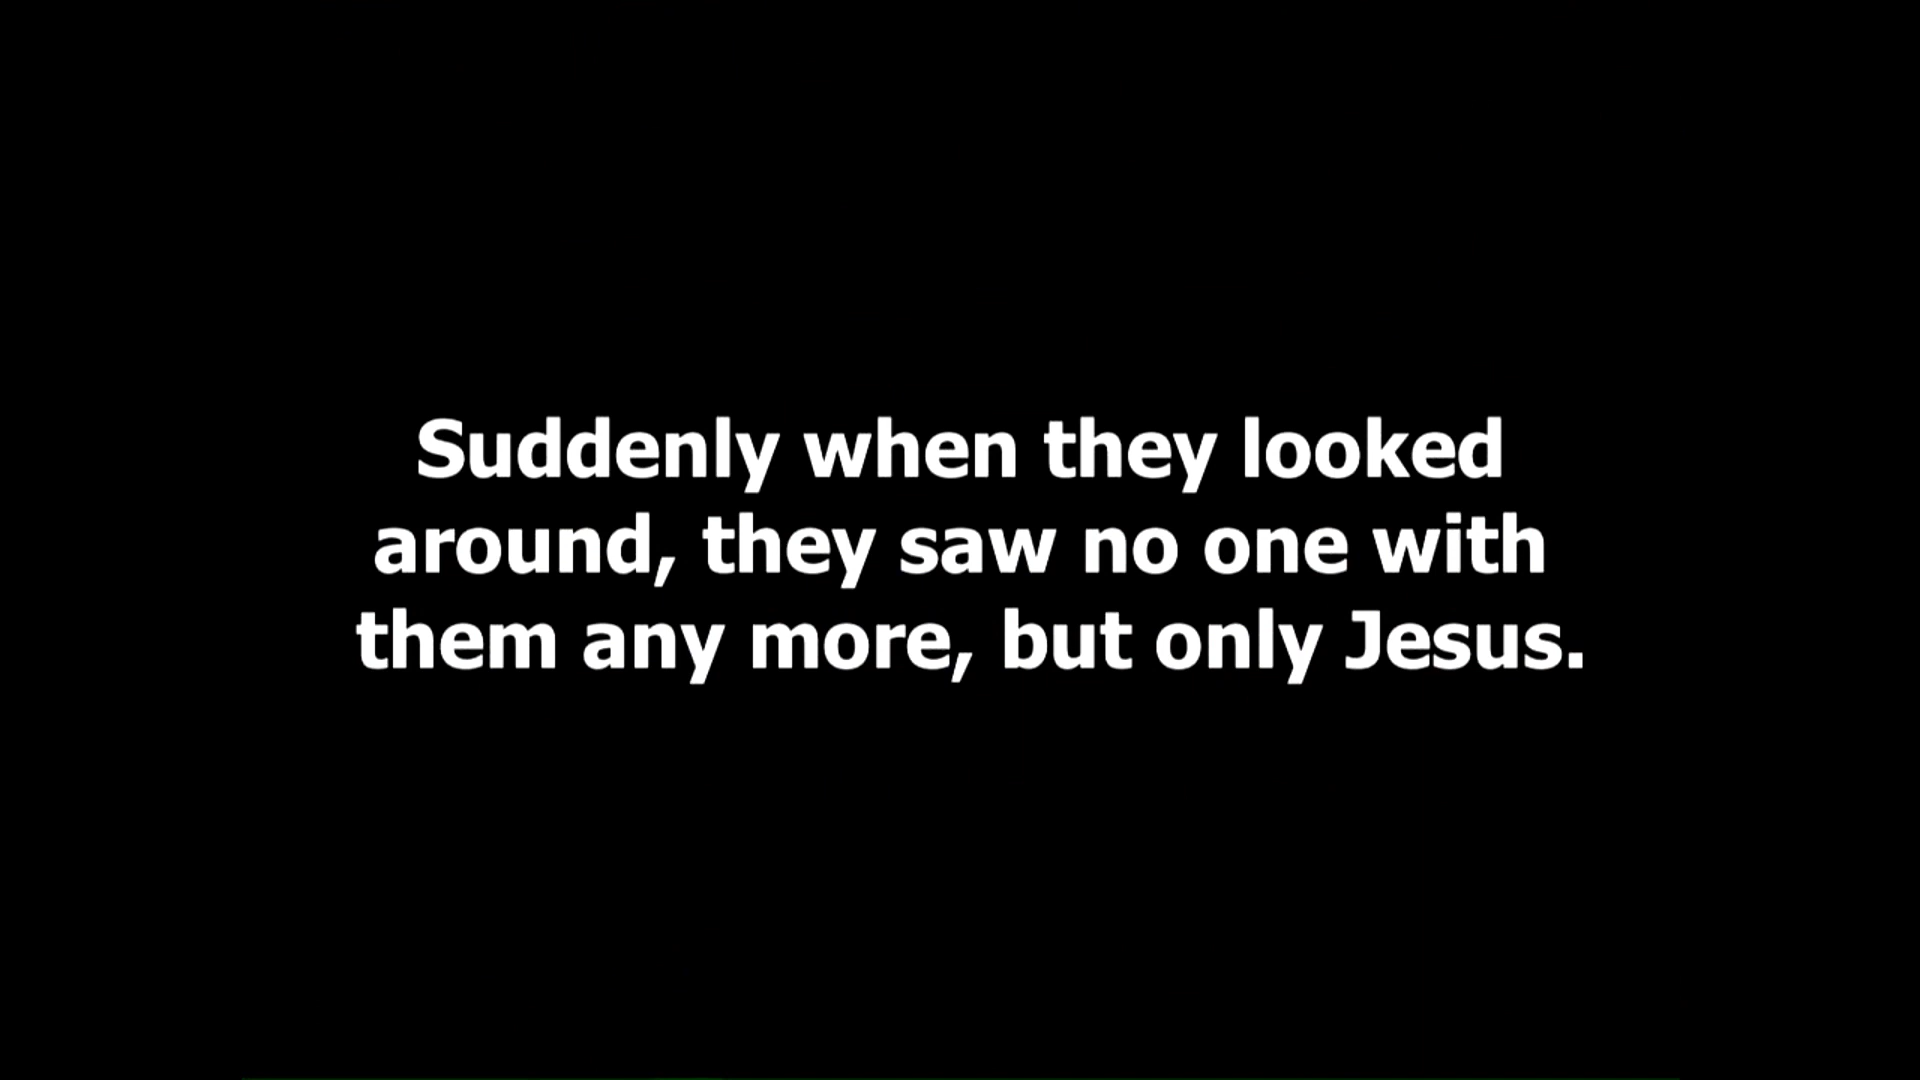 Suddenly when they looked
around, they saw no one with
them any more, but only Jesus.